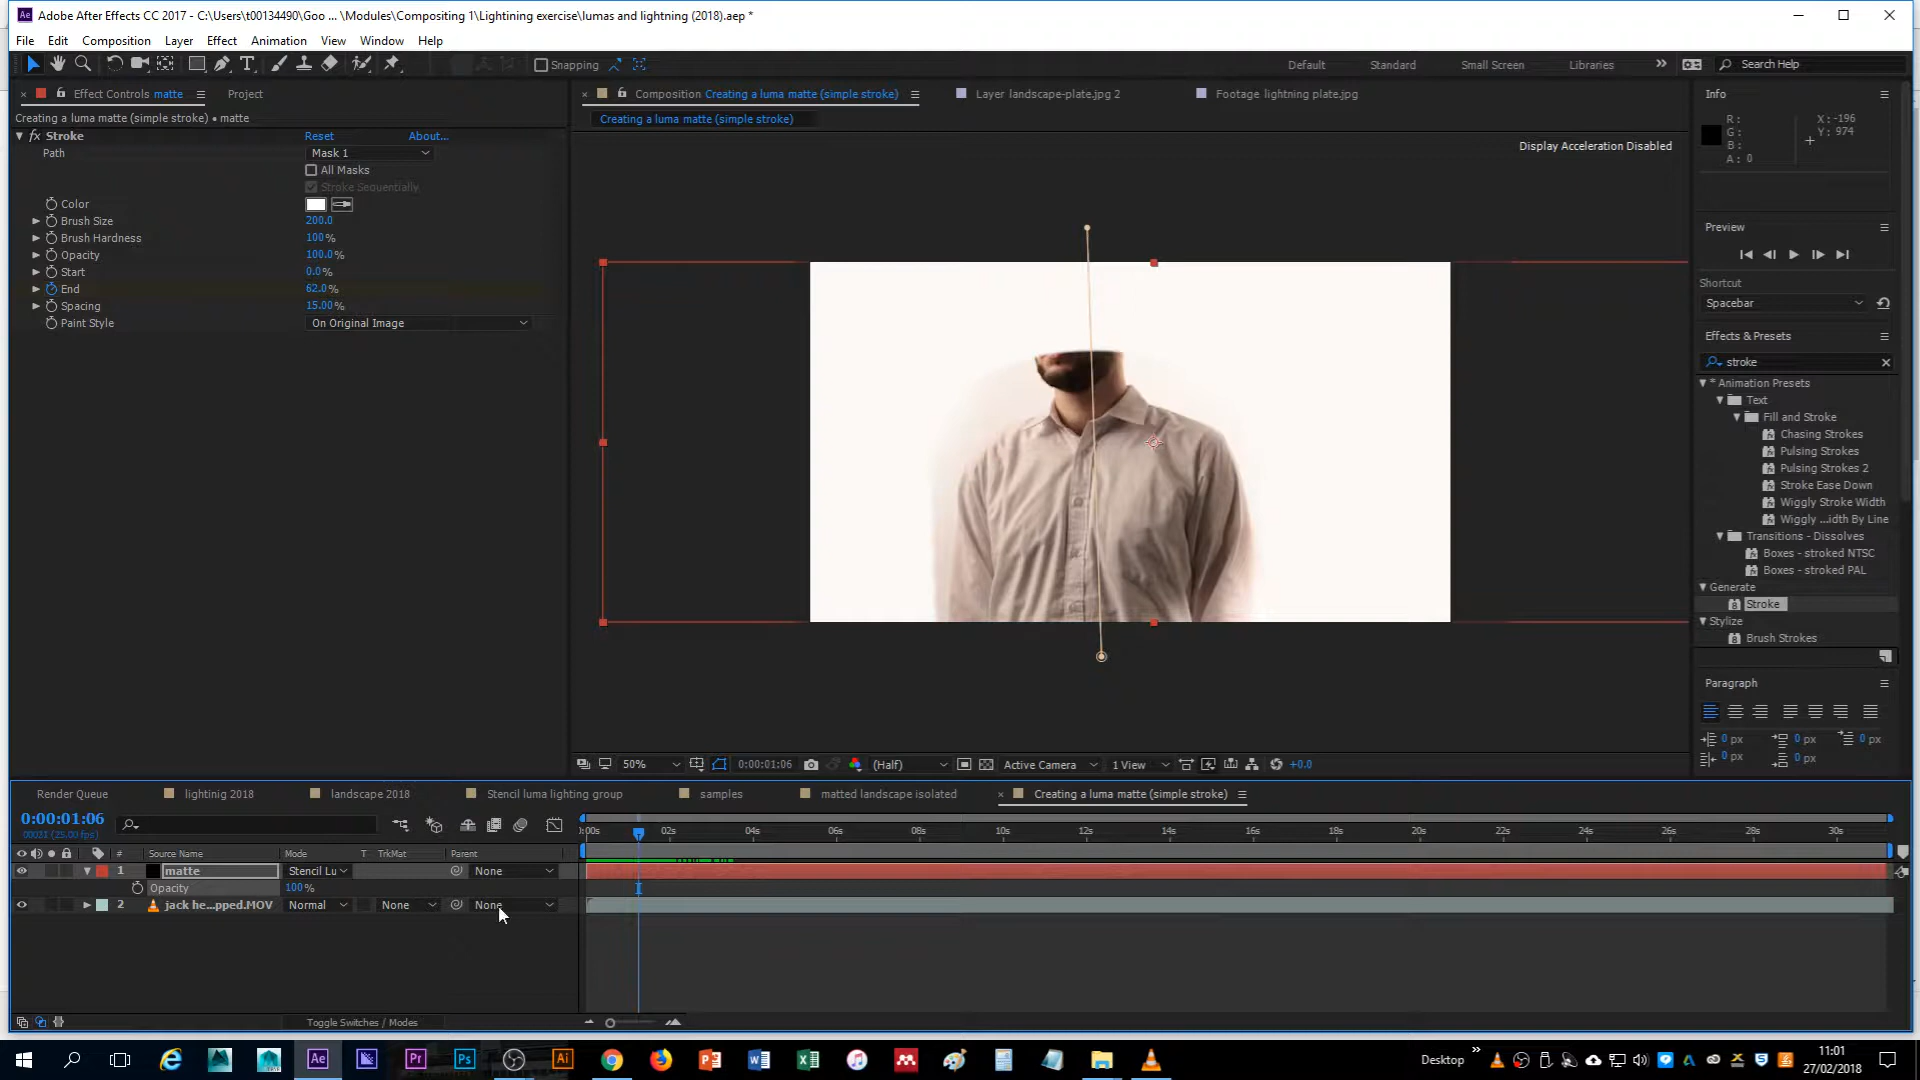 Adobe After Effects CC 2017 - C:\Users\t00134490\Goo ... \Modules\Compositing 1\Lightining exercise\lumas and lightning (2018).aep *
File Edit Composition Layer Effect Animation View Window Help
Snapping
Default Standard Small Screen Libraries
Search Help
Effect Controls matte
Project
Creating a luma matte (simple stroke) • matte
fx Stroke Reset About...
Path Mask 1
All Masks
Stroke Sequentially
Color
Brush Size 200.0
Brush Hardness 100%
Opacity 100.0%
Start 0.0%
End 62.0%
Spacing 15.00%
Paint Style On Original Image
Composition Creating a luma matte (simple stroke)
Layer landscape-plate.jpg 2
Footage lightning plate.jpg
Creating a luma matte (simple stroke)
Display Acceleration Disabled
50% 0:00:01:06 (Half) Active Camera 1 View +0.0
Info
R: X: -196
G: Y: 974
B:
A: 0
Preview
Shortcut
Spacebar
Effects & Presets
stroke
* Animation Presets
Text
Fill and Stroke
Chasing Strokes
Pulsing Strokes
Pulsing Strokes 2
Stroke Ease Down
Wiggly Stroke Width
Wiggly ...idth By Line
Transitions - Dissolves
Boxes - stroked NTSC
Boxes - stroked PAL
Generate
Stroke
Stylize
Brush Strokes
Paragraph
0 px 0 px 0 px
0 px 0 px
Render Queue lightinig 2018 landscape 2018 Stencil luma lighting group samples matted landscape isolated Creating a luma matte (simple stroke)
0:00:01:06
00031 (25.00 fps)
:00s 02s 04s 06s 08s 10s 12s 14s 16s 18s 20s 22s 24s 26s 28s 30s
# Source Name Mode T TrkMat Parent
1 matte Stencil Lu None
Opacity 100%
2 jack he...pped.MOV Normal None None
Toggle Switches / Modes
Desktop
11:01
27/02/2018